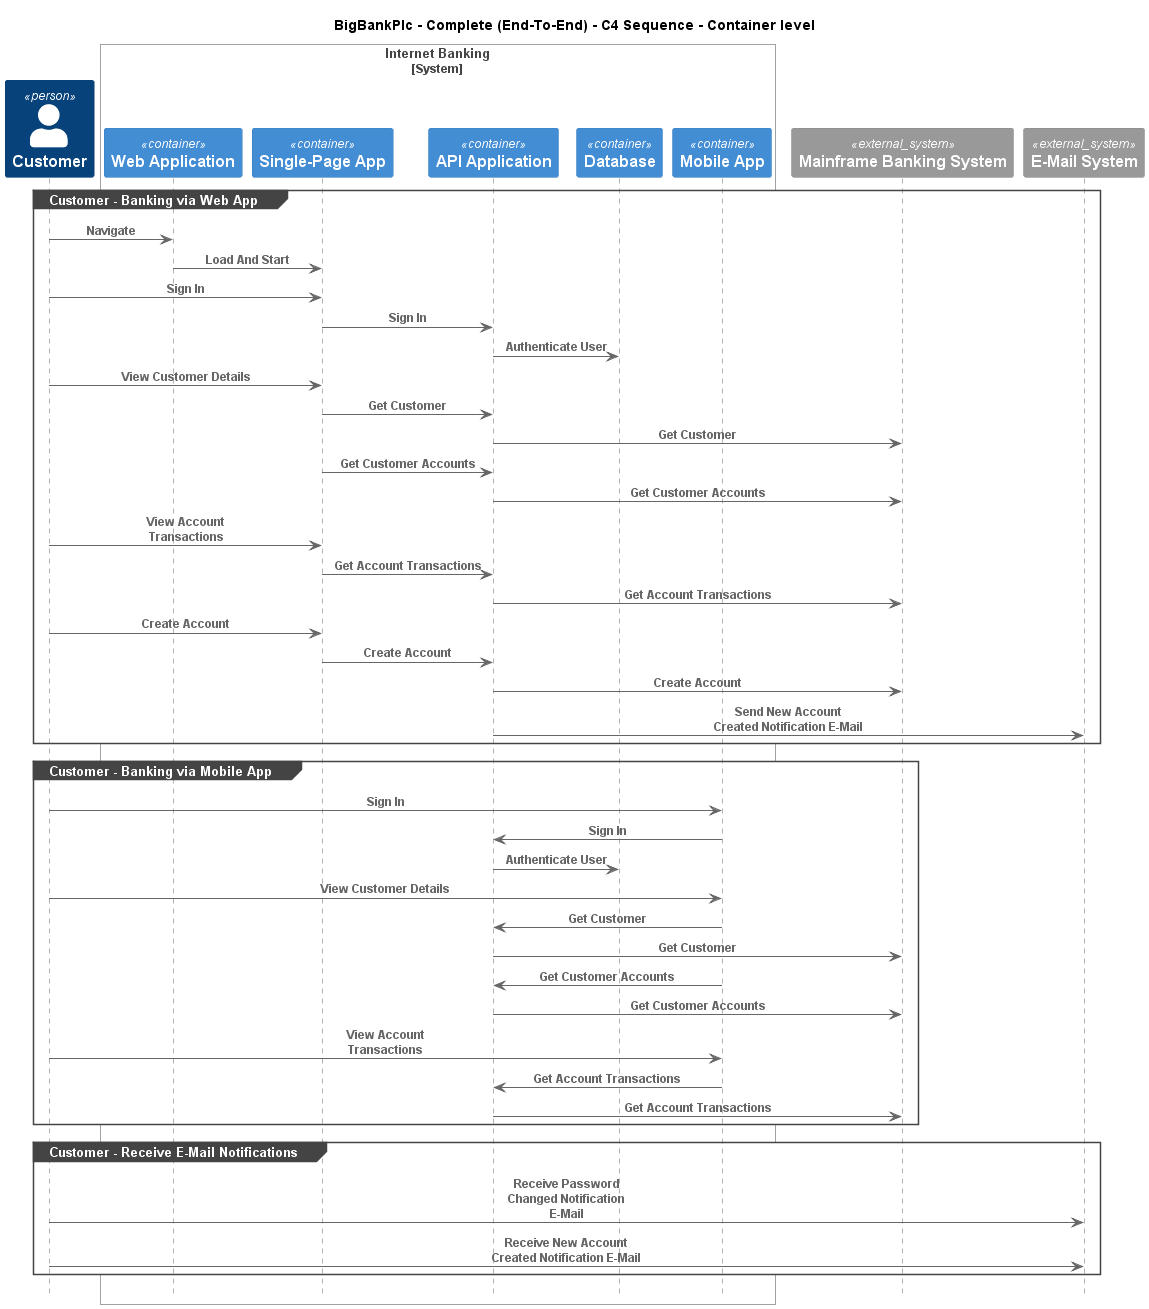 BigBankPlc - Complete (End-To-End) - C4 Sequence - Container level
Internet Banking
[System]
«person»
Customer
«container»
Web Application
«container»
Single-Page App
«container»
API Application
«container»
Database
«container»
Mobile App
«external_system»
Mainframe Banking System
«external_system»
E-Mail System
Customer - Banking via Web App
Navigate
Load And Start
Sign In
Sign In
Authenticate User
View Customer Details
Get Customer
Get Customer
Get Customer Accounts
Get Customer Accounts
View Account
Transactions
Get Account Transactions
Get Account Transactions
Create Account
Create Account
Create Account
Send New Account
Created Notification E-Mail
Customer - Banking via Mobile App
Sign In
Sign In
Authenticate User
View Customer Details
Get Customer
Get Customer
Get Customer Accounts
Get Customer Accounts
View Account
Transactions
Get Account Transactions
Get Account Transactions
Customer - Receive E-Mail Notifications
Receive Password
Changed Notification
E-Mail
Receive New Account
Created Notification E-Mail